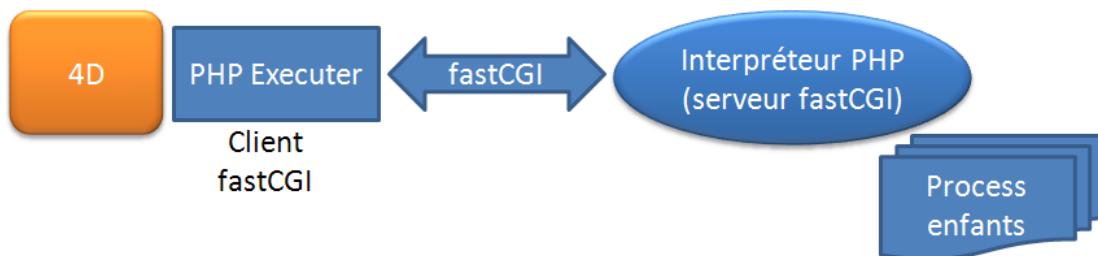 4D
PHP Executer
Client
fastCGI
fastCGI
Interpréteur PHP
(serveur fastCGI)
Process
enfants